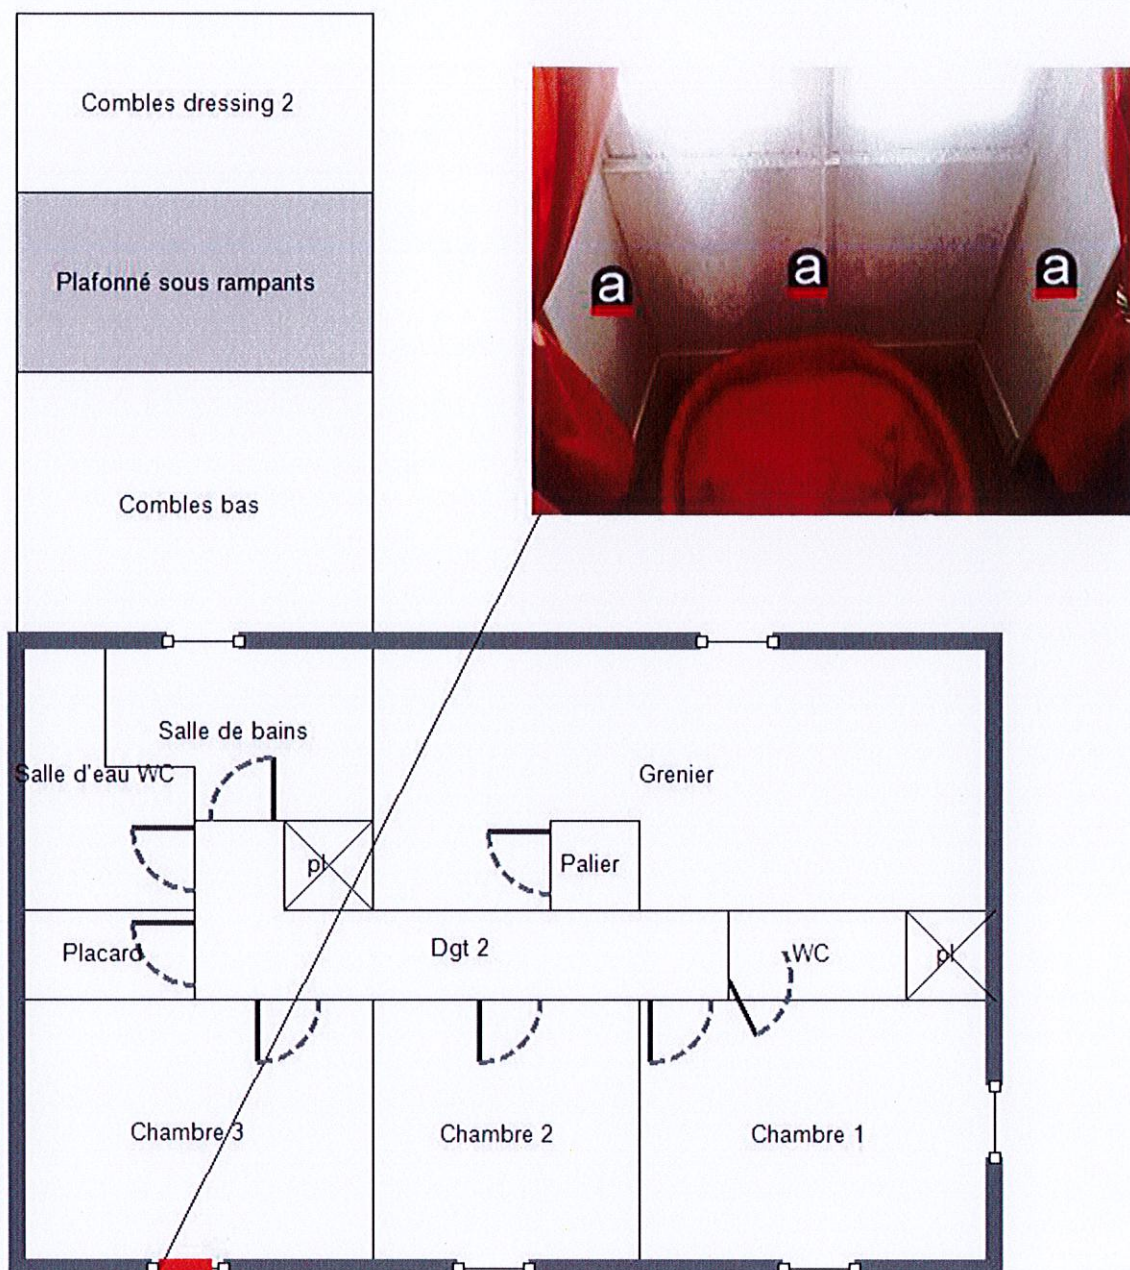 Combles dressing 2
Plafonné sous rampants
a
a
a
Combles bas
Salle de bains
Salle d'eau WC
Grenier
pl
Palier
Placard
Dgt 2
WC
pl
Chambre 3
Chambre 2
Chambre 1